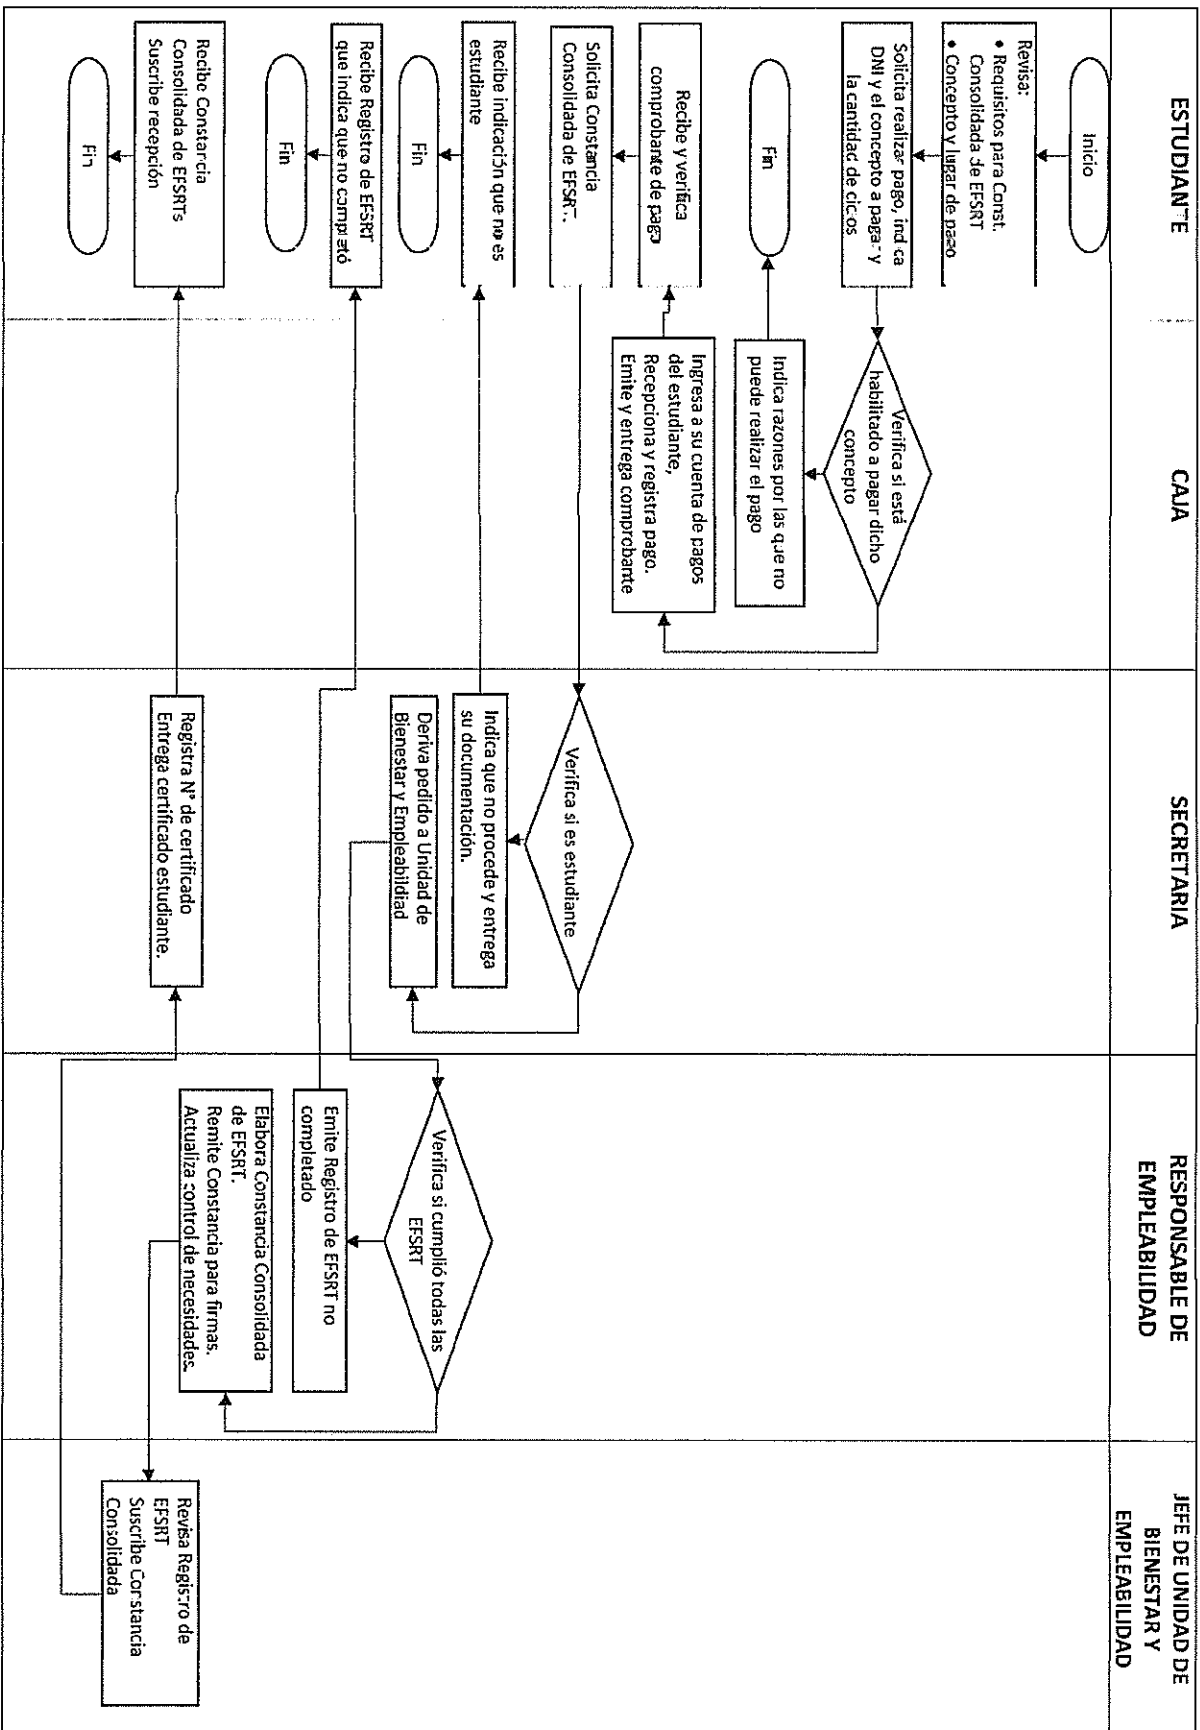 ESTUDIANTE
CAJA
SECRETARIA
RESPONSABLE DE
EMPLEABILIDAD
JEFE DE UNIDAD DE
BIENESTAR Y
EMPLEABILIDAD
Inicio
Revisa:
• Requisitos para Const.
Consolidada de EFSRT
• Concepto y lugar de pago
Solicita realizar pago, indica
DNI y el concepto a pagar y
la cantidad de ciclos
Verifica si está
habilitado a pagar dicho
concepto
Indica razones por las que no
puede realizar el pago
Fin
Ingresa a su cuenta de pagos
del estudiante,
Recepciona y registra pago.
Emite y entrega comprobante
Recibe y verifica
comprobante de pago
Solicita Constancia
Consolidada de EFSRT.
Verifica si es estudiante
Indica que no procede y entrega
su documentación.
Recibe indicación que no es
estudiante
Fin
Deriva pedido a Unidad de
Bienestar y Empleabildiad
Verifica si cumplió todas las
EFSRT
Emite Registro de EFSRT no
completado
Recibe Registro de EFSRT
que indica que no completó
Fin
Elabora Constancia Consolidada
de EFSRT.
Remite Constancia para firmas.
Actualiza control de necesidades.
Revisa Registro de
EFSRT
Suscribe Constancia
Consolidada
Registra N° de certificado
Entrega certificado estudiante.
Recibe Constancia
Consolidada de EFSRTs
Suscribe recepción
Fin